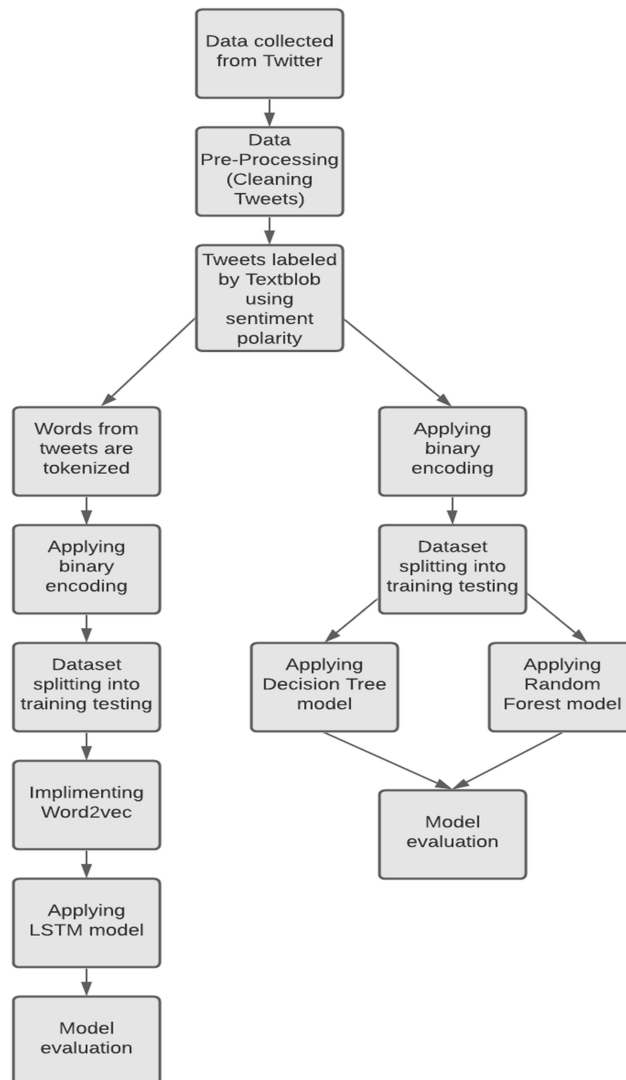 Data collected
from Twitter
Data
Pre-Processing
(Cleaning
Tweets)
Tweets labeled
by Textblob
using
sentiment
polarity
Words from
tweets are
tokenized
Applying
binary
encoding
Dataset
splitting into
training testing
Implimenting
Word2vec
Applying
LSTM model
Model
evaluation
Applying
binary
encoding
Dataset
splitting into
training testing
Applying
Decision Tree
model
Applying
Random
Forest model
Model
evaluation